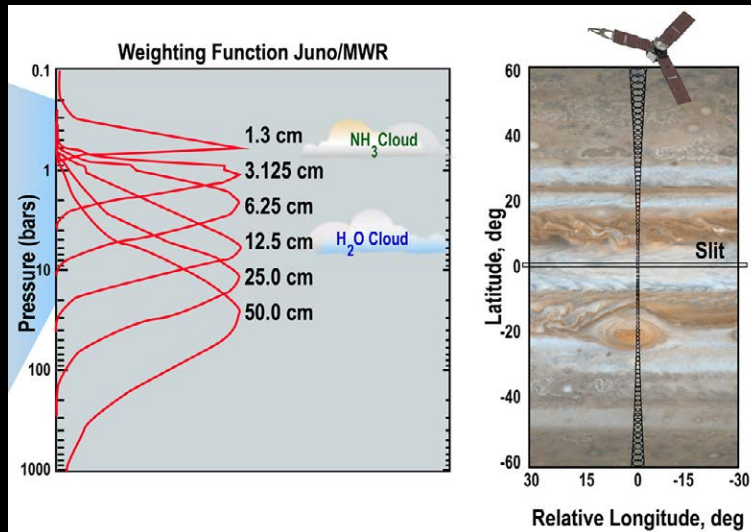 Weighting Function Juno/MWR
0.1
1
10
100
1000
Pressure (bars)
1.3 cm
3.125 cm
6.25 cm
12.5 cm
25.0 cm
50.0 cm
NH₃Cloud
H₂O Cloud
60
40
20
0
-20
-40
-60
Latitude, deg
Slit
30 15 0 -15 -30
Relative Longitude, deg